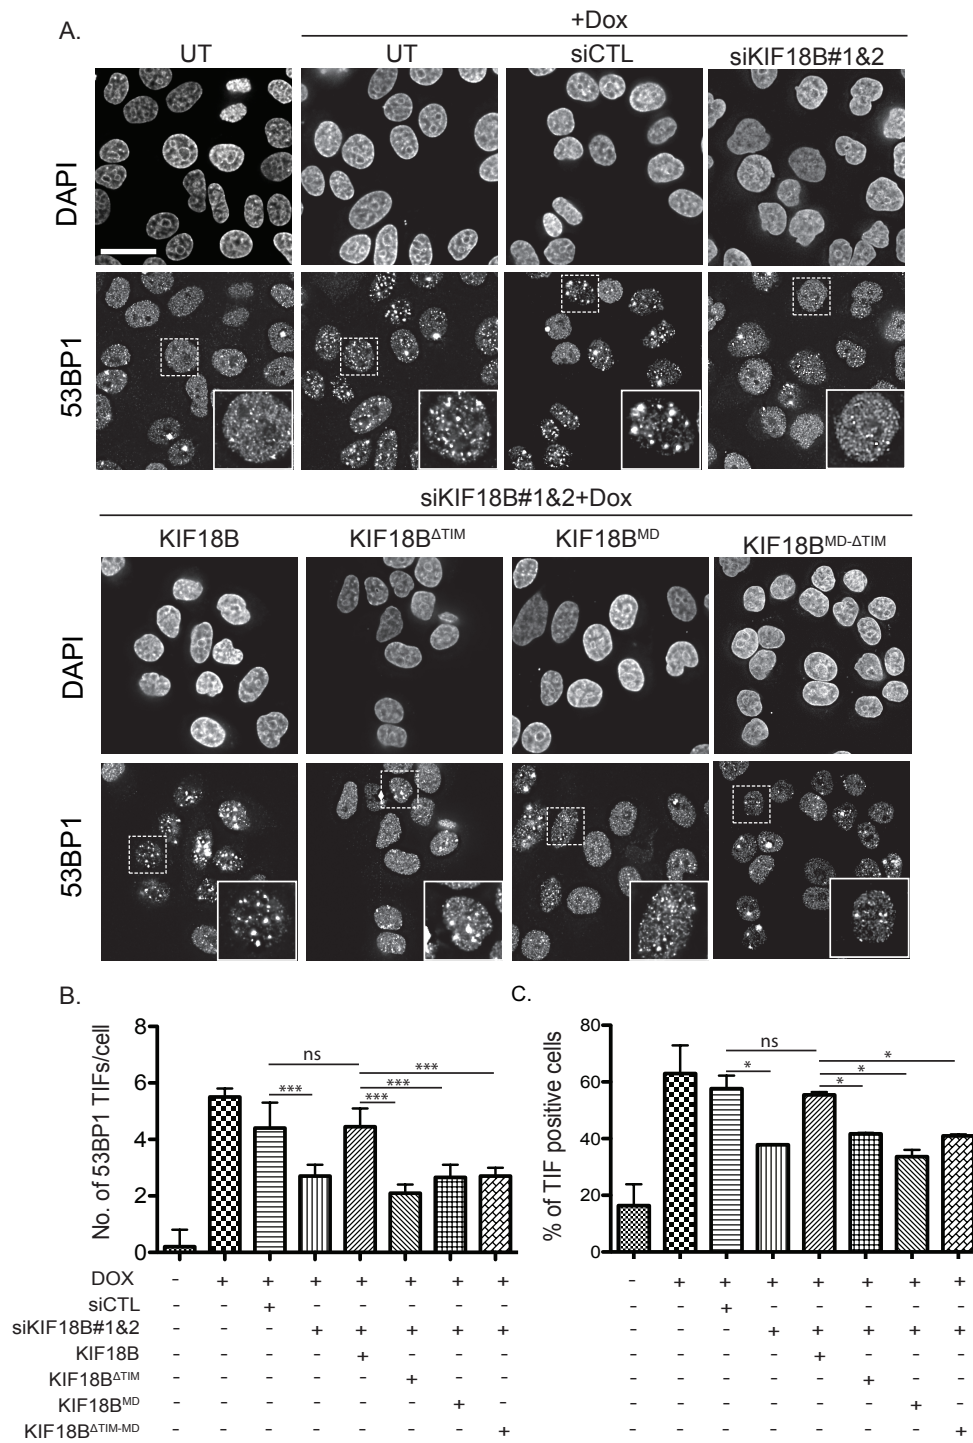 A.
+Dox
UT UT siCTL siKIF18B#1&2
DAPI
53BP1
siKIF18B#1&2+Dox
KIF18B KIF18BΔTIM KIF18BMD KIF18BMD-ΔTIM
DAPI
53BP1
B.
No. of 53BP1 TIFs/cell
8
6
4
2
0
ns
***
***
***
***
DOX - + + + + + + +
siCTL - - + - - - - -
siKIF18B#1&2 - - - + + + + +
KIF18B - - - - + - - -
KIF18BΔTIM - - - - - + - -
KIF18BMD - - - - - - + -
KIF18BΔTIM-MD - - - - - - - +
C.
% of TIF positive cells
80
60
40
20
0
ns
*
*
*
*
- + + + + + + +
- - + - - - - -
- - - + + + + +
- - - - + - - -
- - - - - + - -
- - - - - - + -
- - - - - - - +